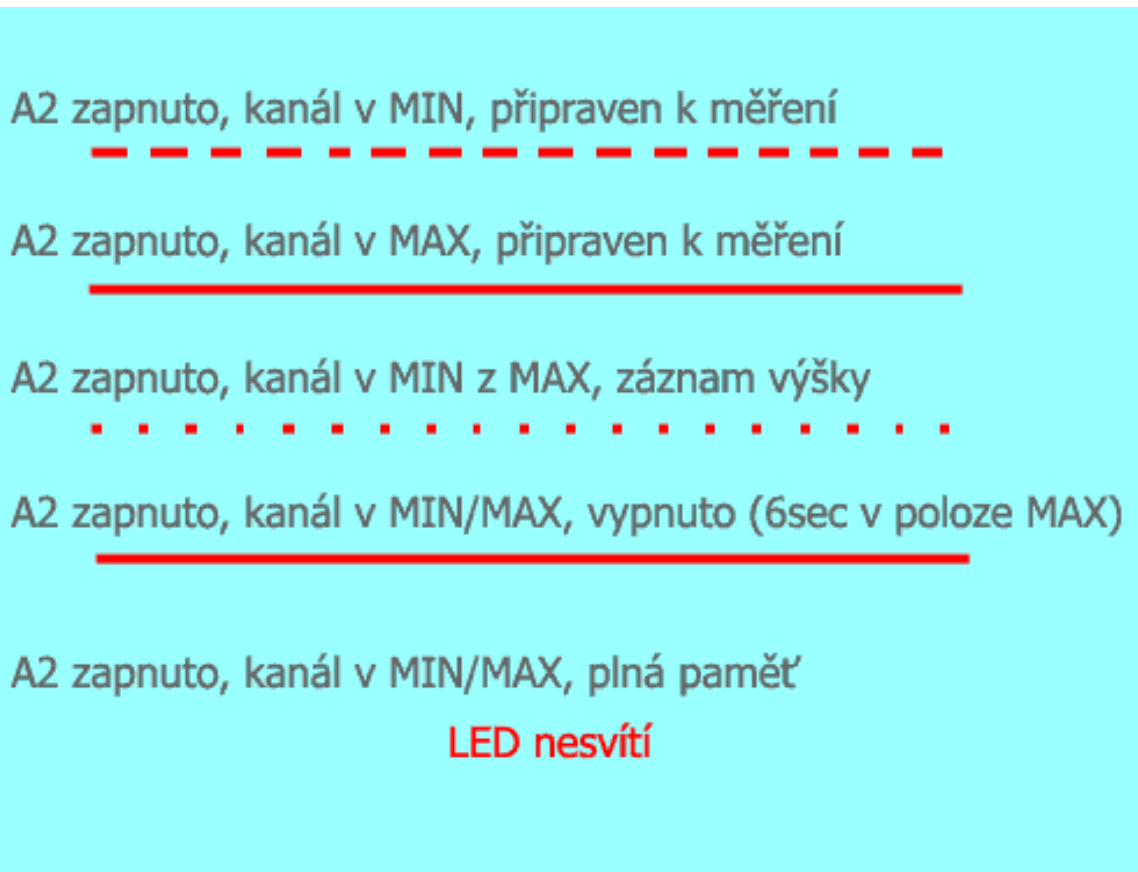 A2 zapnuto, kanál v MIN, připraven k měření
A2 zapnuto, kanál v MAX, připraven k měření
A2 zapnuto, kanál v MIN z MAX, záznam výšky
A2 zapnuto, kanál v MIN/MAX, vypnuto (6sec v poloze MAX)
A2 zapnuto, kanál v MIN/MAX, plná paměť
LED nesvítí